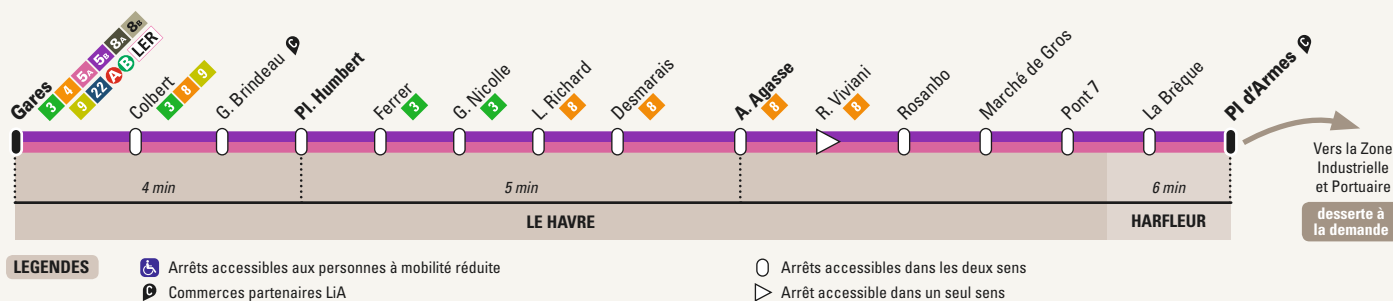 Gares
3 4 5A 5B 8A 8B
9 22 A B LER
Colbert
3 8 9
G. Brindeau C
Pl. Humbert
Ferrer
3
G. Nicolle
3
L. Richard
8
Desmarais
8
A. Agasse
8
R. Viviani
8
Rosanbo
Marché de Gros
Pont 7
La Brèque
Pl d'Armes C
Vers la Zone
Industrielle
et Portuaire
desserte à
la demande
4 min
5 min
6 min
LE HAVRE
HARFLEUR
LEGENDES
Arrêts accessibles aux personnes à mobilité réduite
C Commerces partenaires LiA
Arrêts accessibles dans les deux sens
Arrêt accessible dans un seul sens